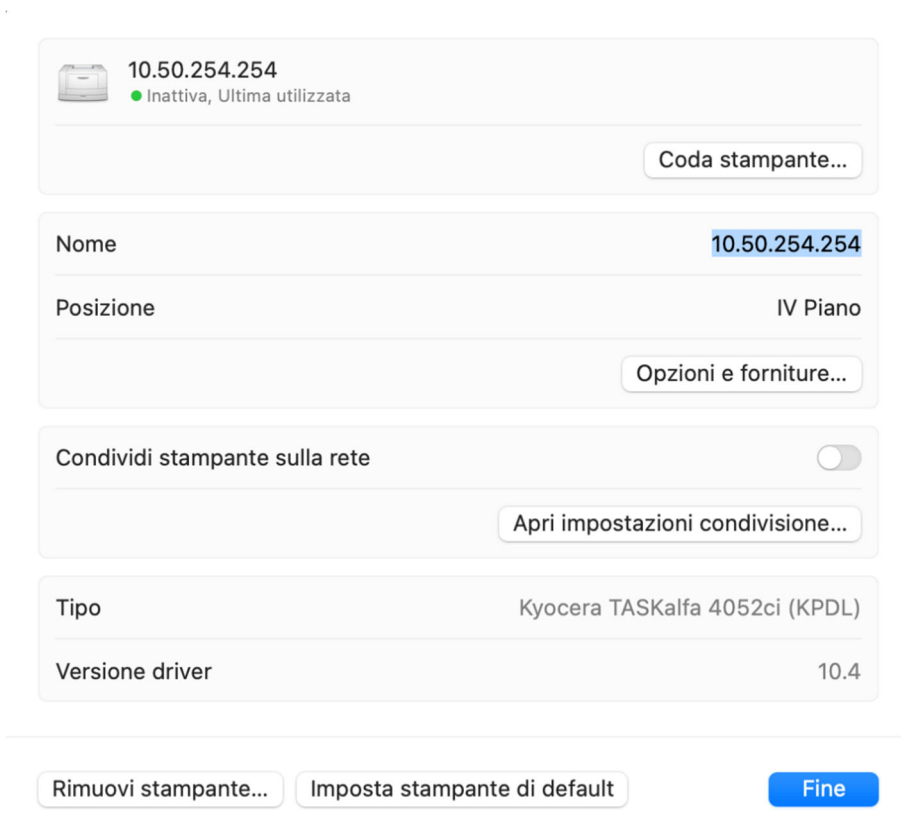 10.50.254.254
Inattiva, Ultima utilizzata
Coda stampante...
Nome 10.50.254.254
Posizione IV Piano
Opzioni e forniture...
Condividi stampante sulla rete
Apri impostazioni condivisione...
Tipo Kyocera TASKalfa 4052ci (KPDL)
Versione driver 10.4
Rimuovi stampante... Imposta stampante di default Fine